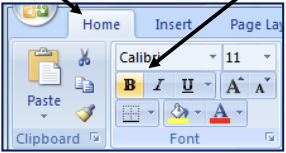 Home Insert Page Lay
Calibri 11
B I U A A
Paste A
Clipboard Font